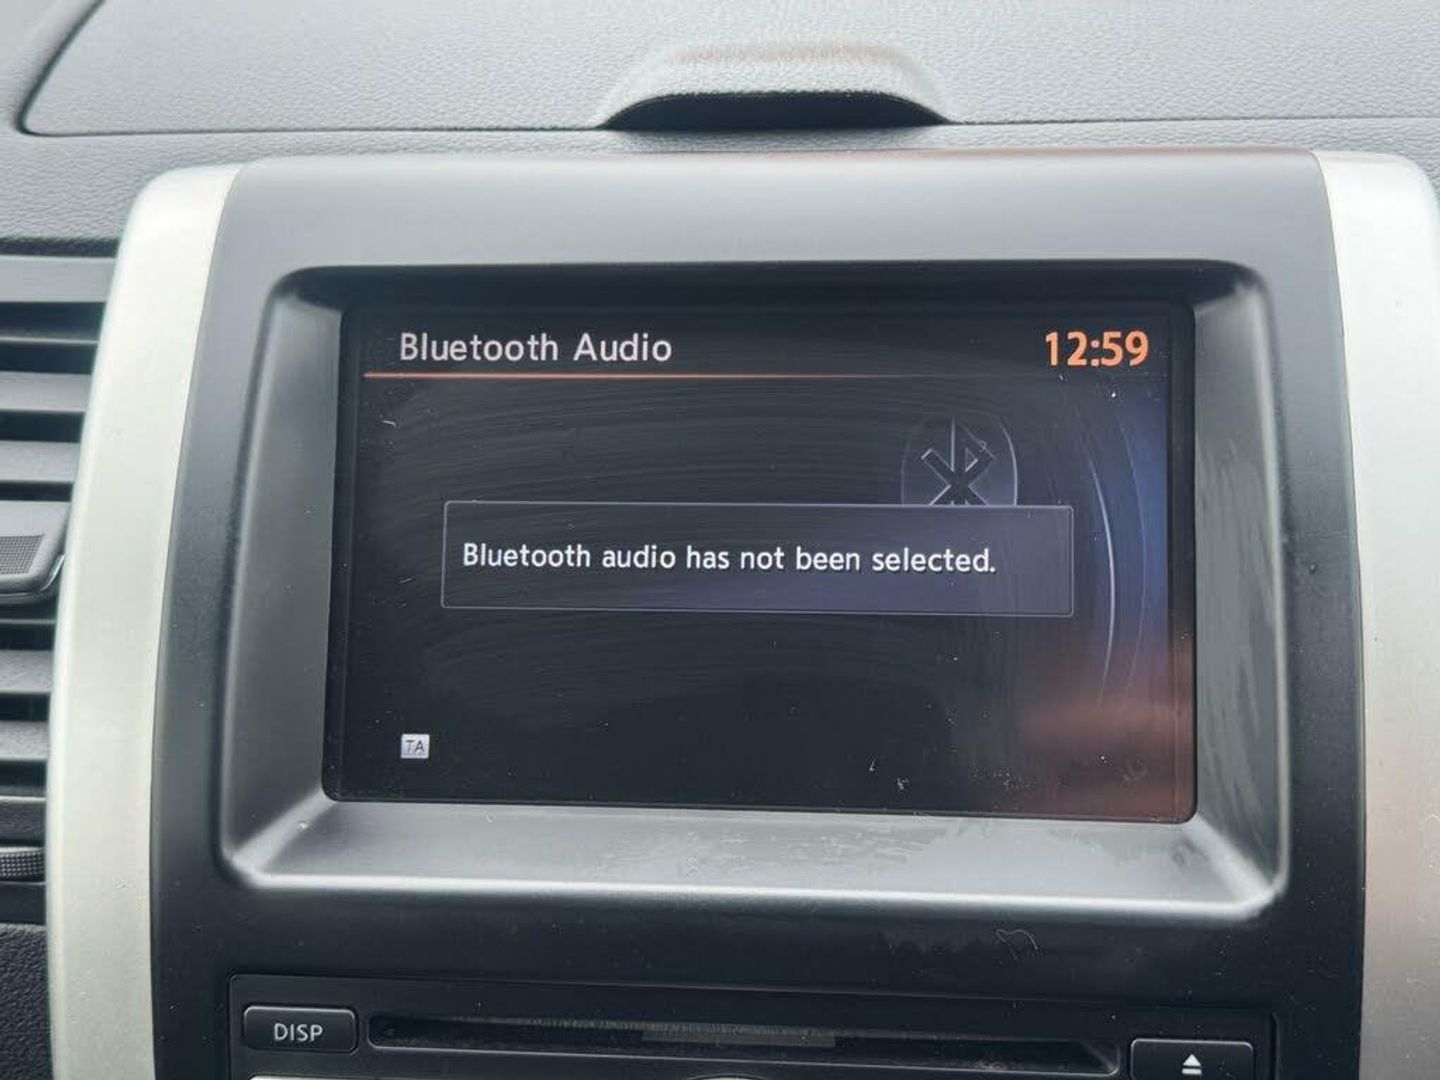 Bluetooth Audio 12:59
Bluetooth audio has not been selected.
TA
DISP